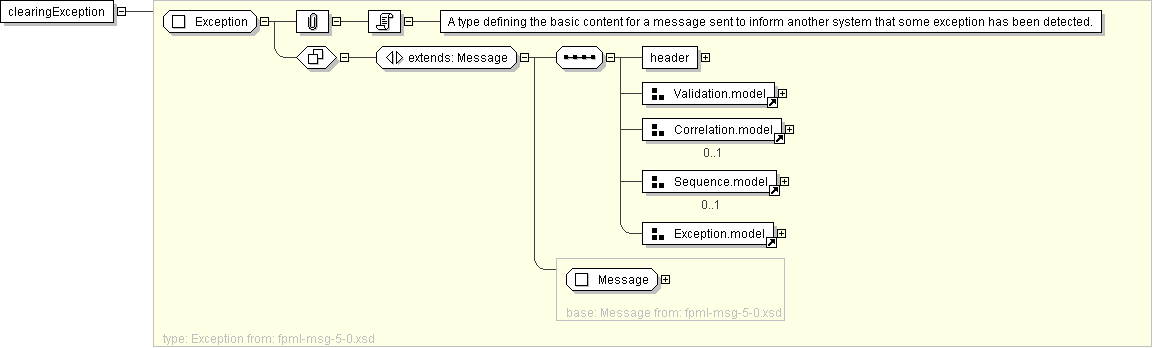 clearingException
Exception
A type defining the basic content for a message sent to inform another system that some exception has been detected.
extends: Message
header
Validation.model
Correlation.model
0..1
Sequence.model
0..1
Exception.model
Message
base: Message from: fpml-msg-5-0.xsd
type: Exception from: fpml-msg-5-0.xsd